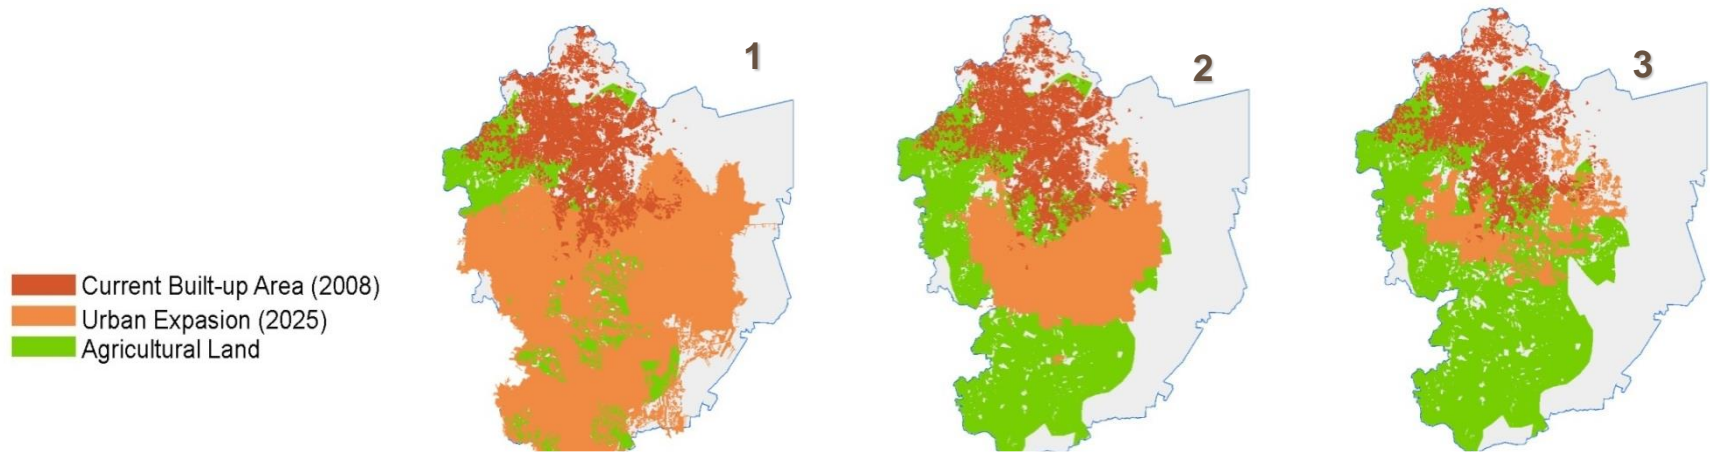 1
2
3
Current Built-up Area (2008)
Urban Expasion (2025)
Agricultural Land